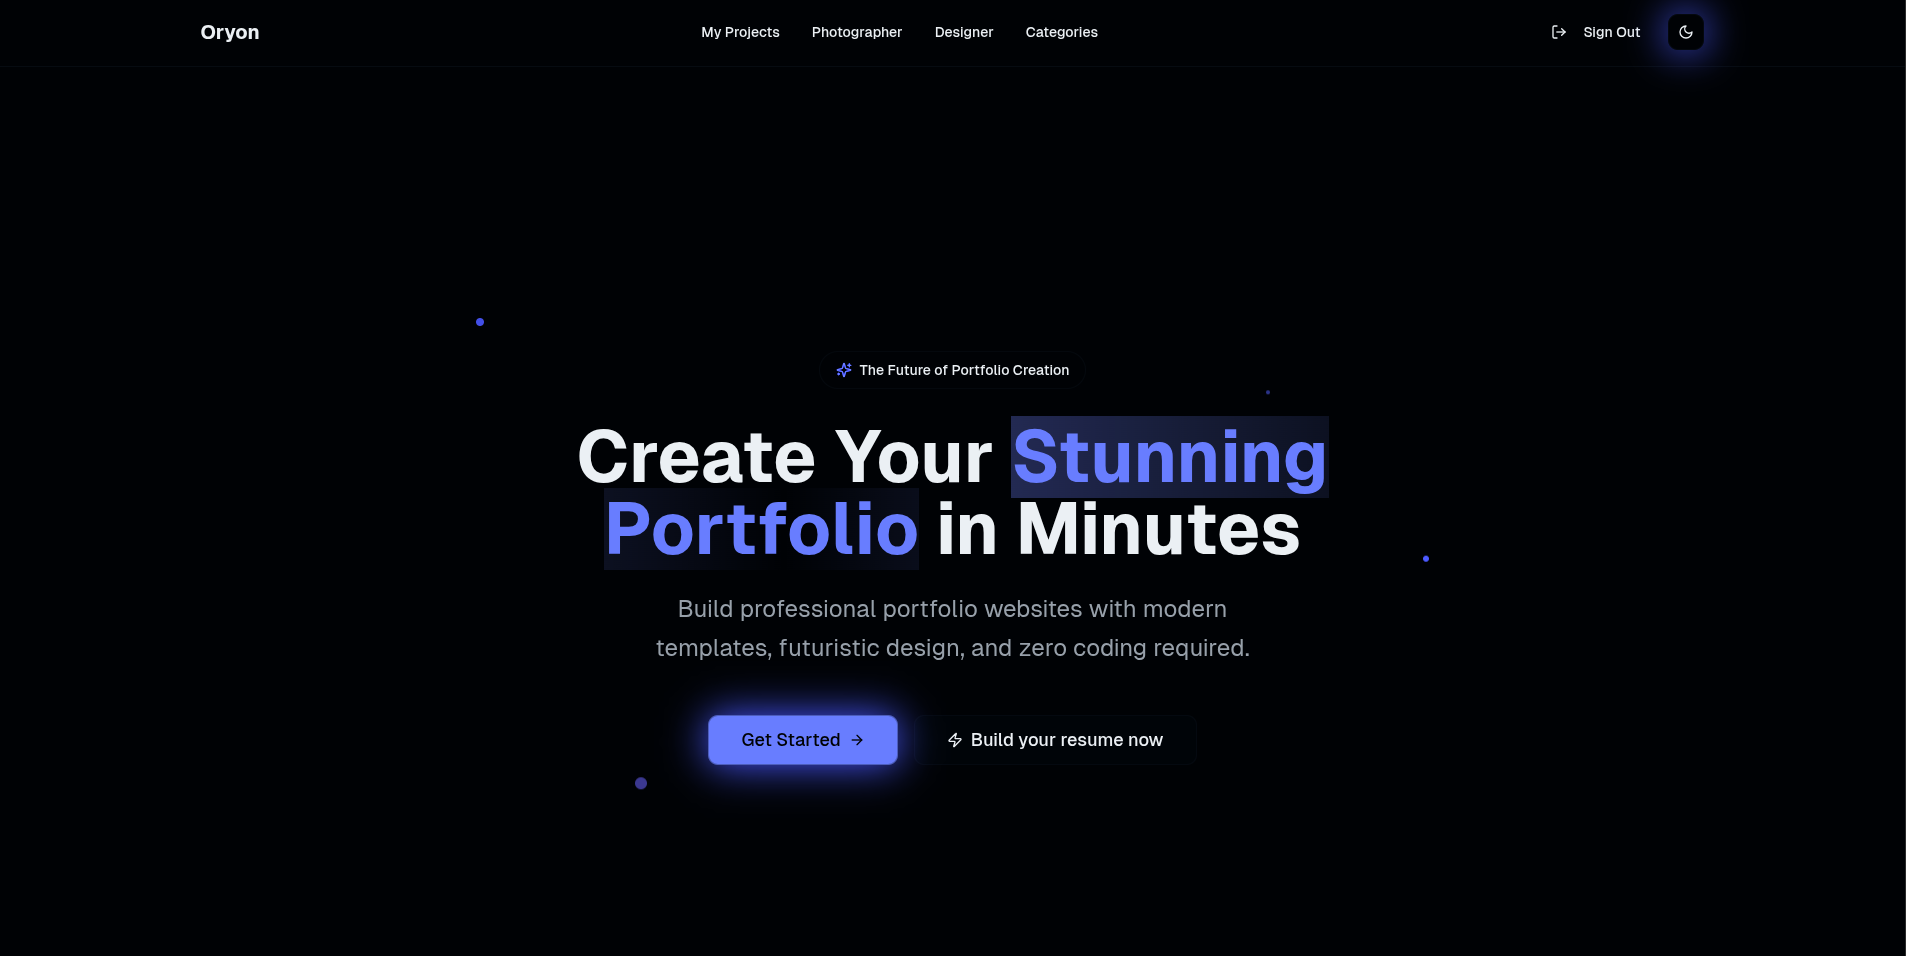 Oryon
My Projects
Photographer
Designer
Categories
Sign Out
The Future of Portfolio Creation
Create Your Stunning
Portfolio in Minutes
Build professional portfolio websites with modern
templates, futuristic design, and zero coding required.
Get Started
Build your resume now